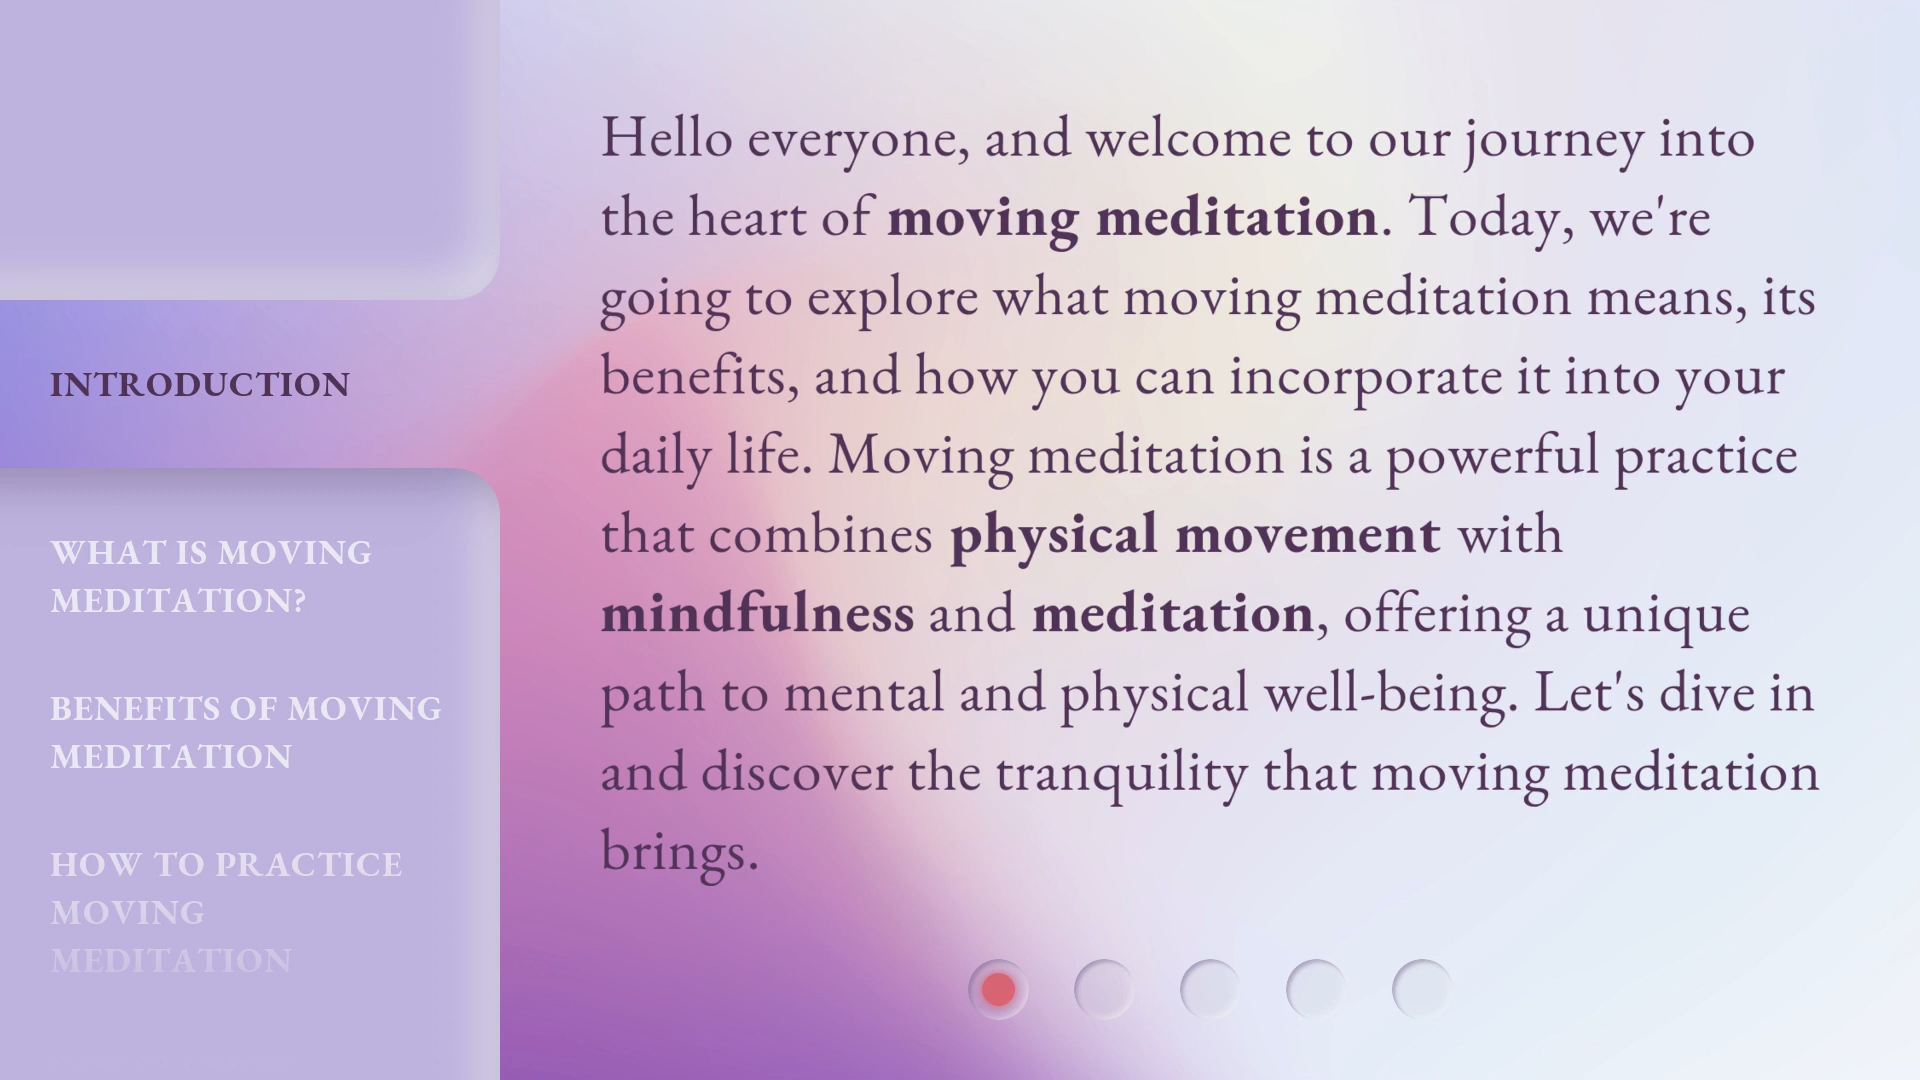 INTRODUCTION
WHAT IS MOVING
MEDITATION?
BENEFITS OF MOVING
MEDITATION
HOW TO PRACTICE
MOVING
MEDITATION
Hello everyone, and welcome to our journey into
the heart of moving meditation. Today, we're
going to explore what moving meditation means, its
benefits, and how you can incorporate it into your
daily life. Moving meditation is a powerful practice
that combines physical movement with
mindfulness and meditation, offering a unique
path to mental and physical well-being. Let's dive in
and discover the tranquility that moving meditation
brings.